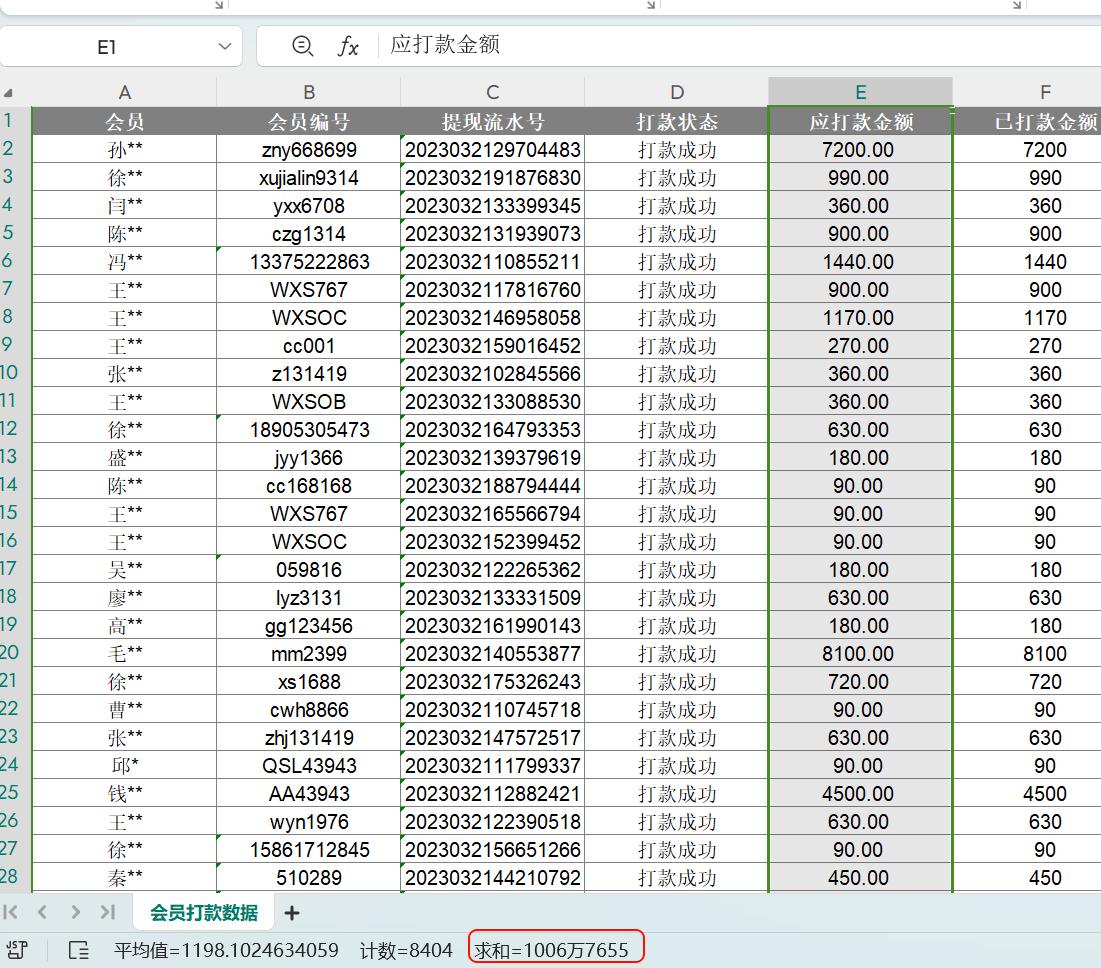 E1 fx 应打款金额
A B C D E F
1 会员 会员编号 提现流水号 打款状态 应打款金额 已打款金额
2 孙** zny668699 2023032129704483 打款成功 7200.00 7200
3 徐** xujialin9314 2023032191876830 打款成功 990.00 990
4 闫** yxx6708 2023032133399345 打款成功 360.00 360
5 陈** czg1314 2023032131939073 打款成功 900.00 900
6 冯** 13375222863 2023032110855211 打款成功 1440.00 1440
7 王** WXS767 2023032117816760 打款成功 900.00 900
8 王** WXSOC 2023032146958058 打款成功 1170.00 1170
9 王** cc001 2023032159016452 打款成功 270.00 270
10 张** z131419 2023032102845566 打款成功 360.00 360
11 王** WXSOB 2023032133088530 打款成功 360.00 360
12 徐** 18905305473 2023032164793353 打款成功 630.00 630
13 盛** jyy1366 2023032139379619 打款成功 180.00 180
14 陈** cc168168 2023032188794444 打款成功 90.00 90
15 王** WXS767 2023032165566794 打款成功 90.00 90
16 王** WXSOC 2023032152399452 打款成功 90.00 90
17 吴** 059816 2023032122265362 打款成功 180.00 180
18 廖** lyz3131 2023032133331509 打款成功 630.00 630
19 高** gg123456 2023032161990143 打款成功 180.00 180
20 毛** mm2399 2023032140553877 打款成功 8100.00 8100
21 徐** xs1688 2023032175326243 打款成功 720.00 720
22 曹** cwh8866 2023032110745718 打款成功 90.00 90
23 张** zhj131419 2023032147572517 打款成功 630.00 630
24 邱* QSL43943 2023032111799337 打款成功 90.00 90
25 钱** AA43943 2023032112882421 打款成功 4500.00 4500
26 王** wyn1976 2023032122390518 打款成功 630.00 630
27 徐** 15861712845 2023032156651266 打款成功 90.00 90
28 秦** 510289 2023032144210792 打款成功 450.00 450
会员打款数据 +
平均值=1198.1024634059 计数=8404 求和=1006万7655